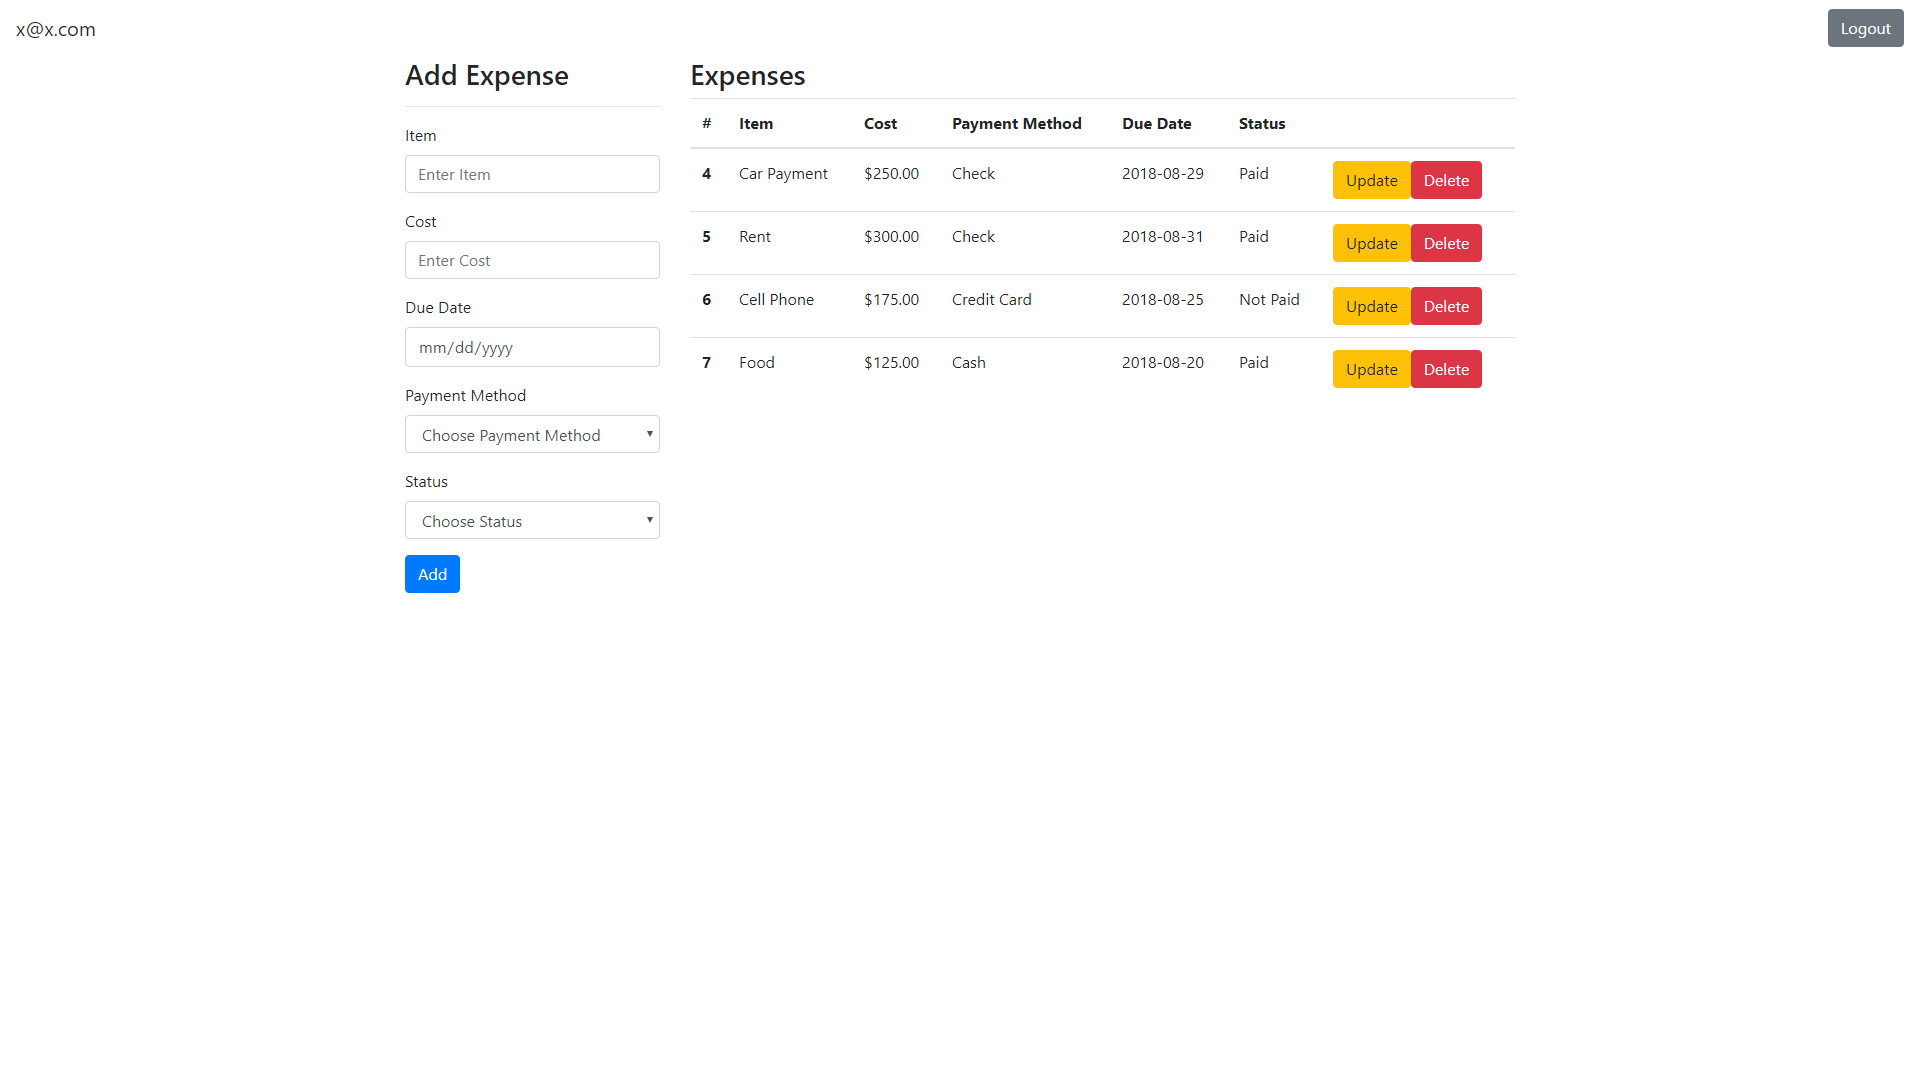 x@x.com
Logout
Add Expense
Item
Enter Item
Cost
Enter Cost
Due Date
mm/dd/yyyy
Payment Method
Choose Payment Method
Status
Choose Status
Add
Expenses
# Item Cost Payment Method Due Date Status
4 Car Payment $250.00 Check 2018-08-29 Paid Update Delete
5 Rent $300.00 Check 2018-08-31 Paid Update Delete
6 Cell Phone $175.00 Credit Card 2018-08-25 Not Paid Update Delete
7 Food $125.00 Cash 2018-08-20 Paid Update Delete